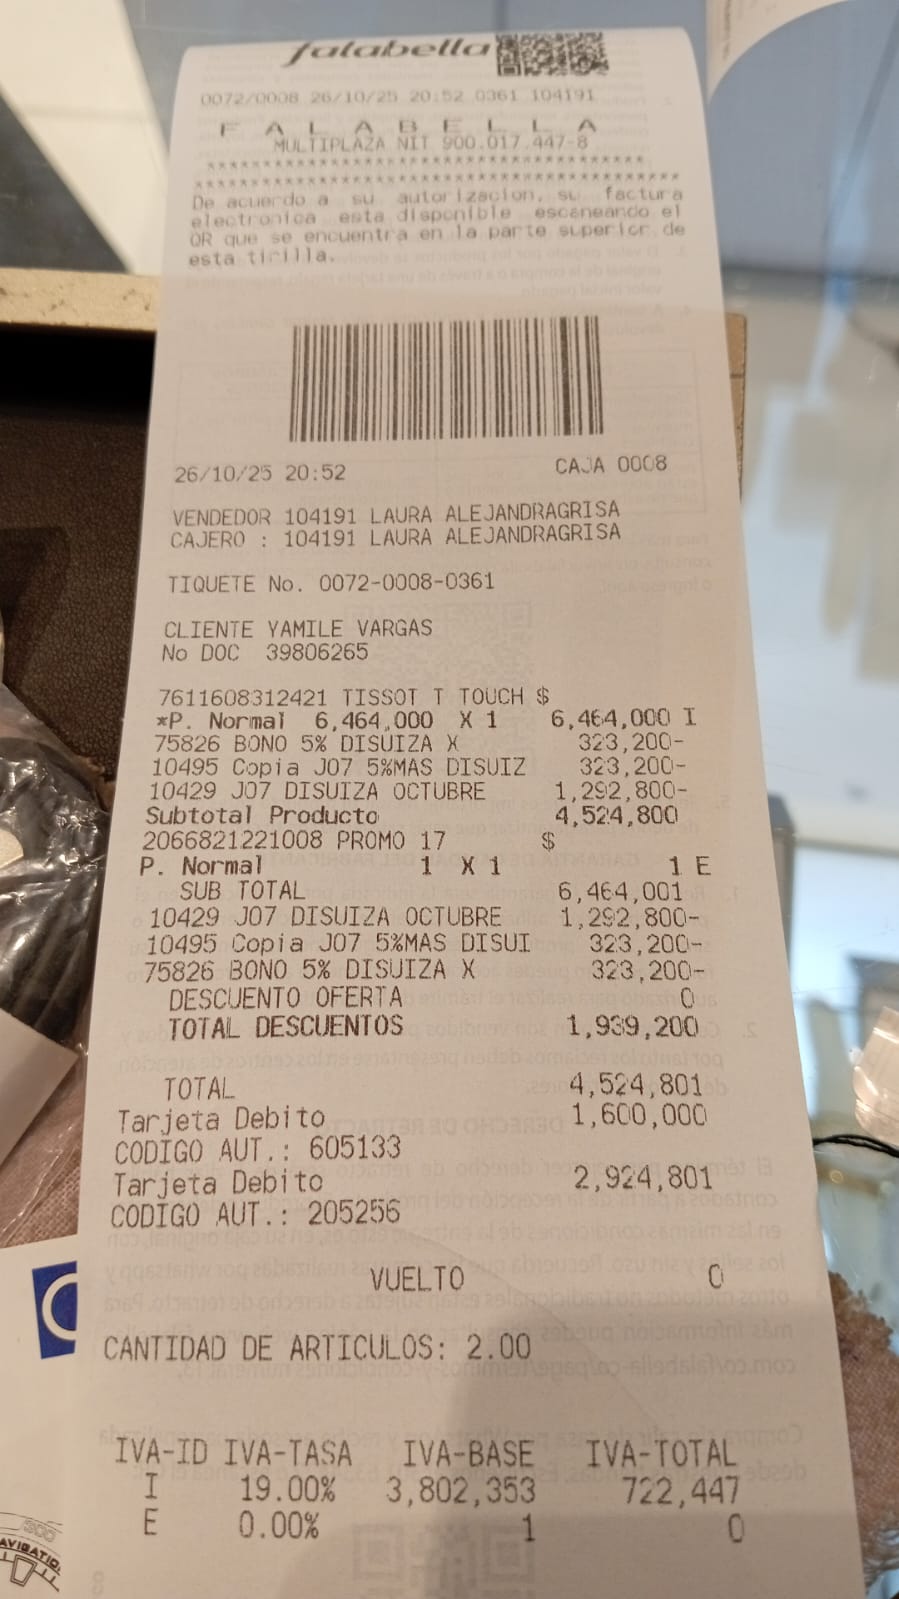 falabella
0072/0008 26/10/25 20:52 0361 104191
F A L A B E L L A
MULTIPLAZA NIT 900.017.447-8
De acuerdo a su autorizacion, su factura
electronica esta disponible escaneando el
QR que se encuentra en la parte superior de
esta tirilla.
26/10/25 20:52 CAJA 0008
VENDEDOR 104191 LAURA ALEJANDRAGRISA
CAJERO : 104191 LAURA ALEJANDRAGRISA
TIQUETE No. 0072-0008-0361
CLIENTE YAMILE VARGAS
No DOC 39806265
7611608312421 TISSOT T TOUCH $
*P. Normal 6,464,000 X 1 6,464,000 I
75826 BONO 5% DISUIZA X 323,200-
10495 Copia J07 5%MAS DISUIZ 323,200-
10429 J07 DISUIZA OCTUBRE 1,292,800-
Subtotal Producto 4,524,800
2066821221008 PROMO 17 $
P. Normal 1 X 1 1 E
SUB TOTAL 6,464,001
10429 J07 DISUIZA OCTUBRE 1,292,800-
10495 Copia J07 5%MAS DISUI 323,200-
75826 BONO 5% DISUIZA X 323,200-
DESCUENTO OFERTA 0
TOTAL DESCUENTOS 1,939,200
TOTAL 4,524,801
Tarjeta Debito 1,600,000
CODIGO AUT.: 605133
Tarjeta Debito 2,924,801
CODIGO AUT.: 205256
VUELTO 0
CANTIDAD DE ARTICULOS: 2.00
IVA-ID IVA-TASA IVA-BASE IVA-TOTAL
I 19.00% 3,802,353 722,447
E 0.00% 1 0